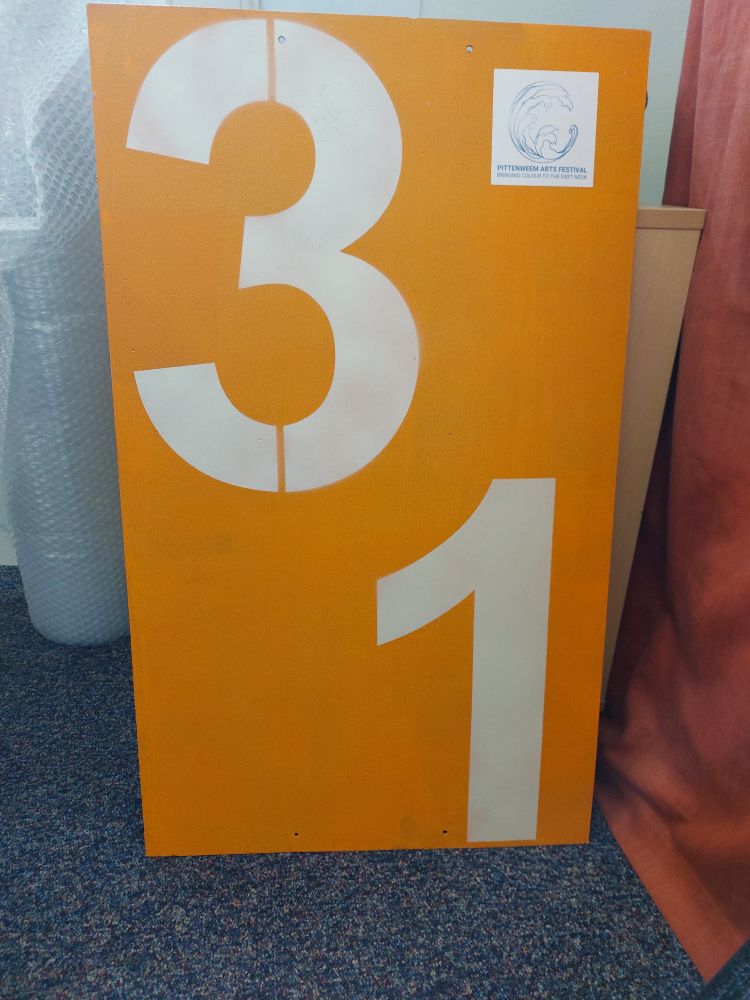 3
PITTENWEEM ARTS FESTIVAL
BRINGING COLOUR TO THE EAST NEUK
1